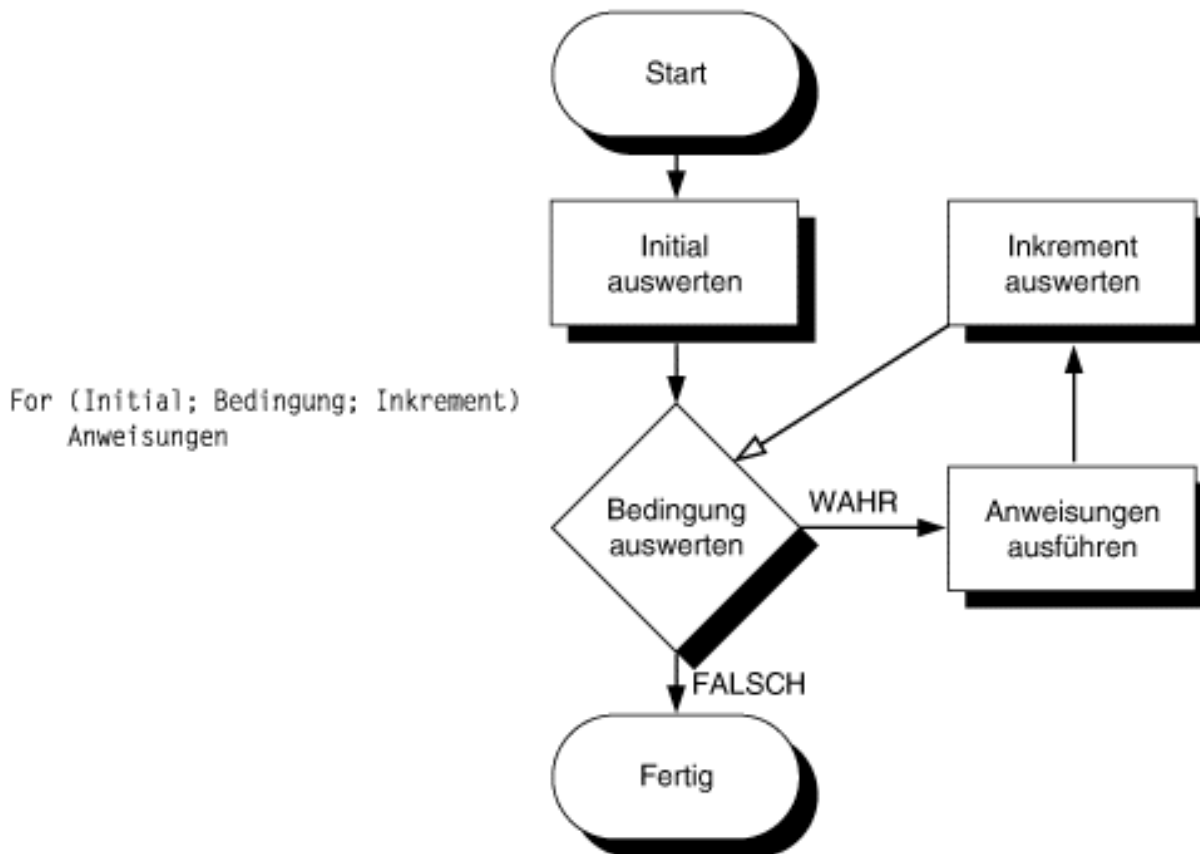 Start
Initial
auswerten
Inkrement
auswerten
For (Initial; Bedingung; Inkrement)
Anweisungen
Bedingung
auswerten
WAHR
Anweisungen
ausführen
FALSCH
Fertig